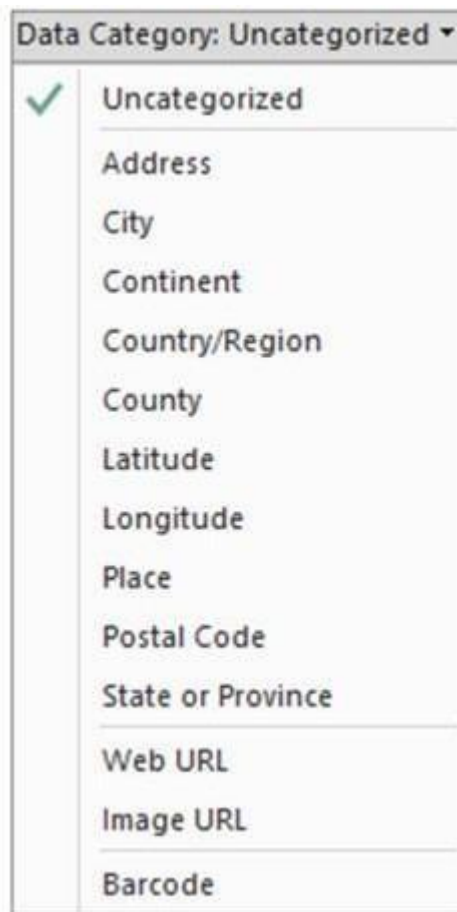 Data Category: Uncategorized
Uncategorized
Address
City
Continent
Country/Region
County
Latitude
Longitude
Place
Postal Code
State or Province
Web URL
Image URL
Barcode